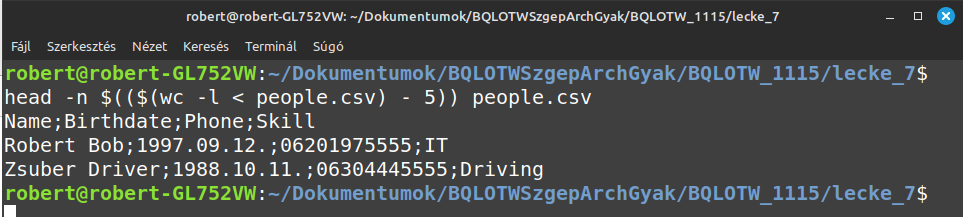 robert@robert-GL752VW: ~/Dokumentumok/BQLOTWSzgepArchGyak/BQLOTW_1115/lecke_7
Fájl Szerkesztés Nézet Keresés Terminál Súgó
robert@robert-GL752VW:~/Dokumentumok/BQLOTWSzgepArchGyak/BQLOTW_1115/lecke_7$
head -n $(($(wc -l < people.csv) - 5)) people.csv
Name;Birthdate;Phone;Skill
Robert Bob;1997.09.12.;06201975555;IT
Zsuber Driver;1988.10.11.;06304445555;Driving
robert@robert-GL752VW:~/Dokumentumok/BQLOTWSzgepArchGyak/BQLOTW_1115/lecke_7$